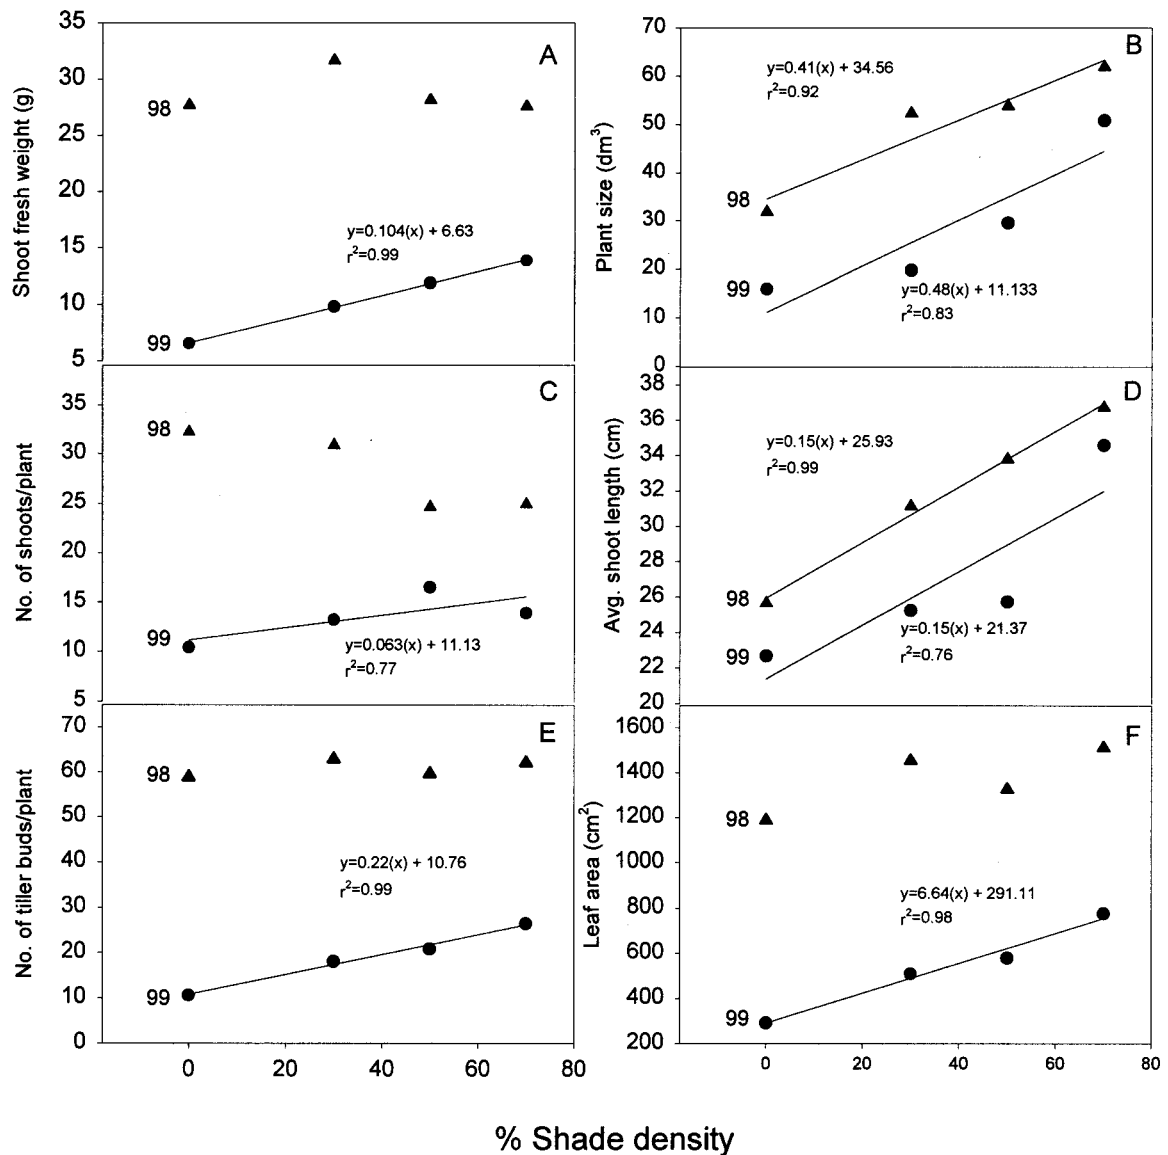 A
Shoot fresh weight (g)
35
30
25
20
15
10
5
98
99
y=0.104(x) + 6.63
r²=0.99
B
Plant size (dm³)
70
60
50
40
30
20
10
0
98
99
y=0.41(x) + 34.56
r²=0.92
y=0.48(x) + 11.133
r²=0.83
C
No. of shoots/plant
35
30
25
20
15
10
5
98
99
y=0.063(x) + 11.13
r²=0.77
D
Avg. shoot length (cm)
38
36
34
32
30
28
26
24
22
20
98
99
y=0.15(x) + 25.93
r²=0.99
y=0.15(x) + 21.37
r²=0.76
E
No. of tiller buds/plant
70
60
50
40
30
20
10
0
98
99
y=0.22(x) + 10.76
r²=0.99
0 20 40 60 80
F
Leaf area (cm²)
1600
1400
1200
1000
800
600
400
200
98
99
y=6.64(x) + 291.11
r²=0.98
0 20 40 60 80
% Shade density